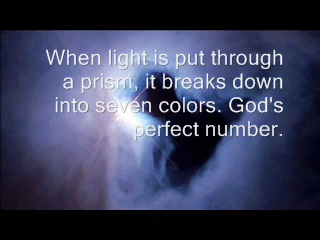 When light is put through
a prism, it breaks down
into seven colors. God's
perfect number.